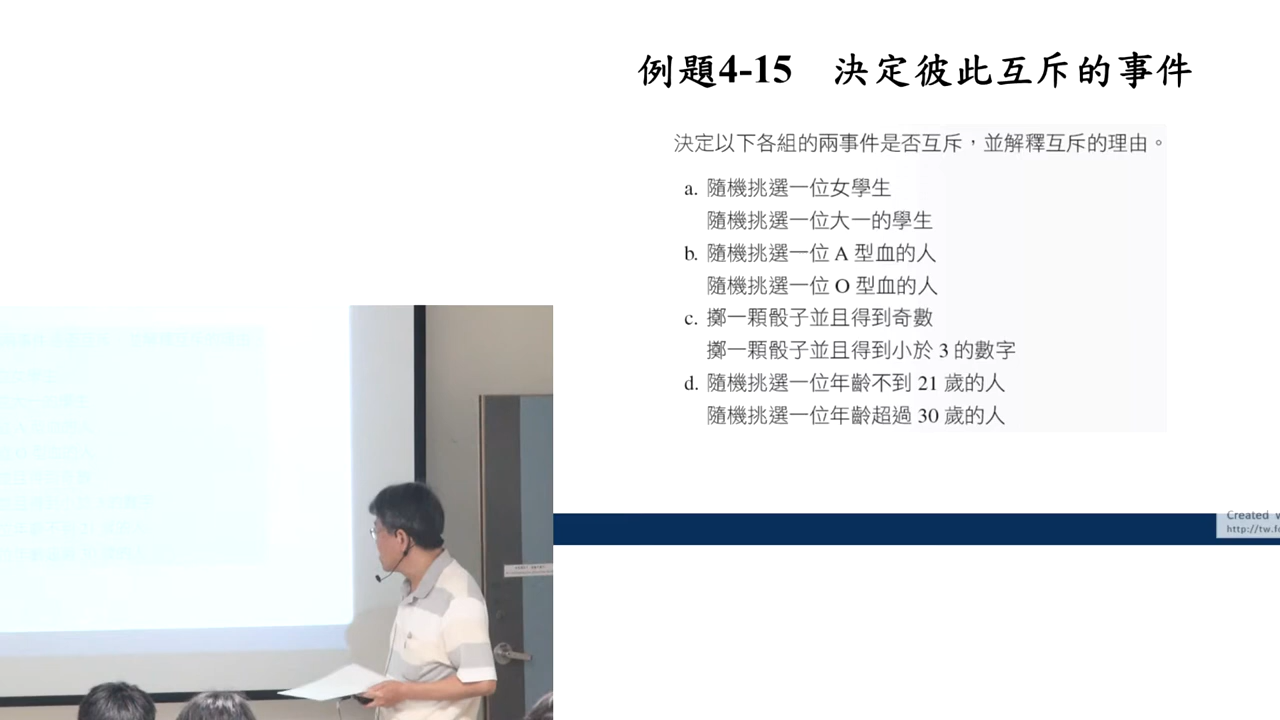 例題4-15 決定彼此互斥的事件
決定以下各組的兩事件是否互斥，並解釋互斥的理由。
a. 隨機挑選一位女學生
隨機挑選一位大一的學生
b. 隨機挑選一位 A 型血的人
隨機挑選一位 O 型血的人
c. 擲一顆骰子並且得到奇數
擲一顆骰子並且得到小於 3 的數字
d. 隨機挑選一位年齡不到 21 歲的人
隨機挑選一位年齡超過 30 歲的人
Created
http://tw.f